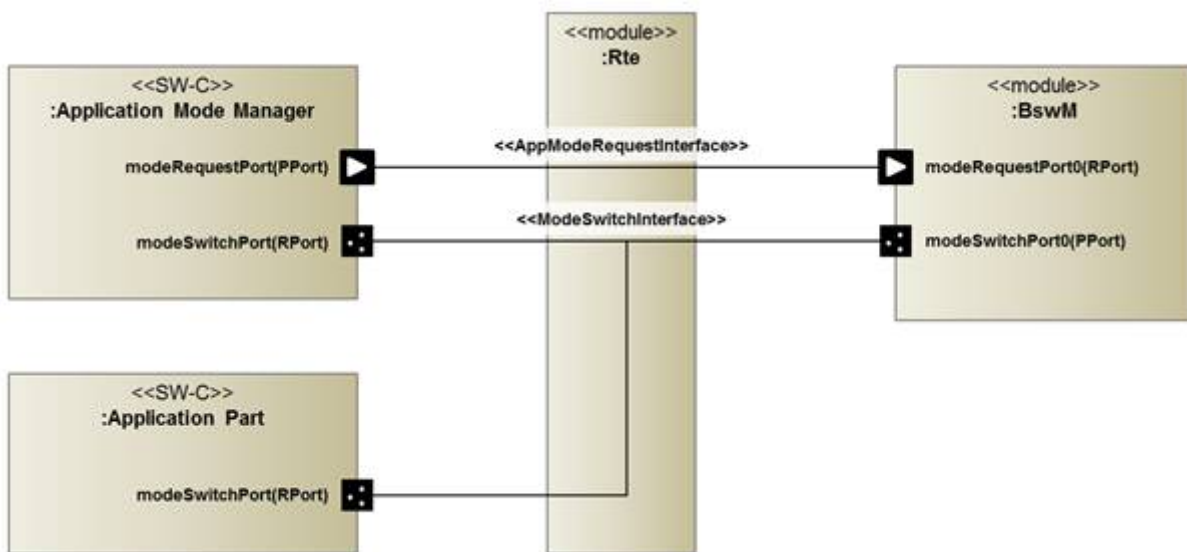 <<module>>
:Rte
<<SW-C>>
:Application Mode Manager
modeRequestPort(PPort)
modeSwitchPort(RPort)
<<AppModeRequestInterface>>
<<ModeSwitchInterface>>
<<module>>
:BswM
modeRequestPort0(RPort)
modeSwitchPort0(PPort)
<<SW-C>>
:Application Part
modeSwitchPort(RPort)